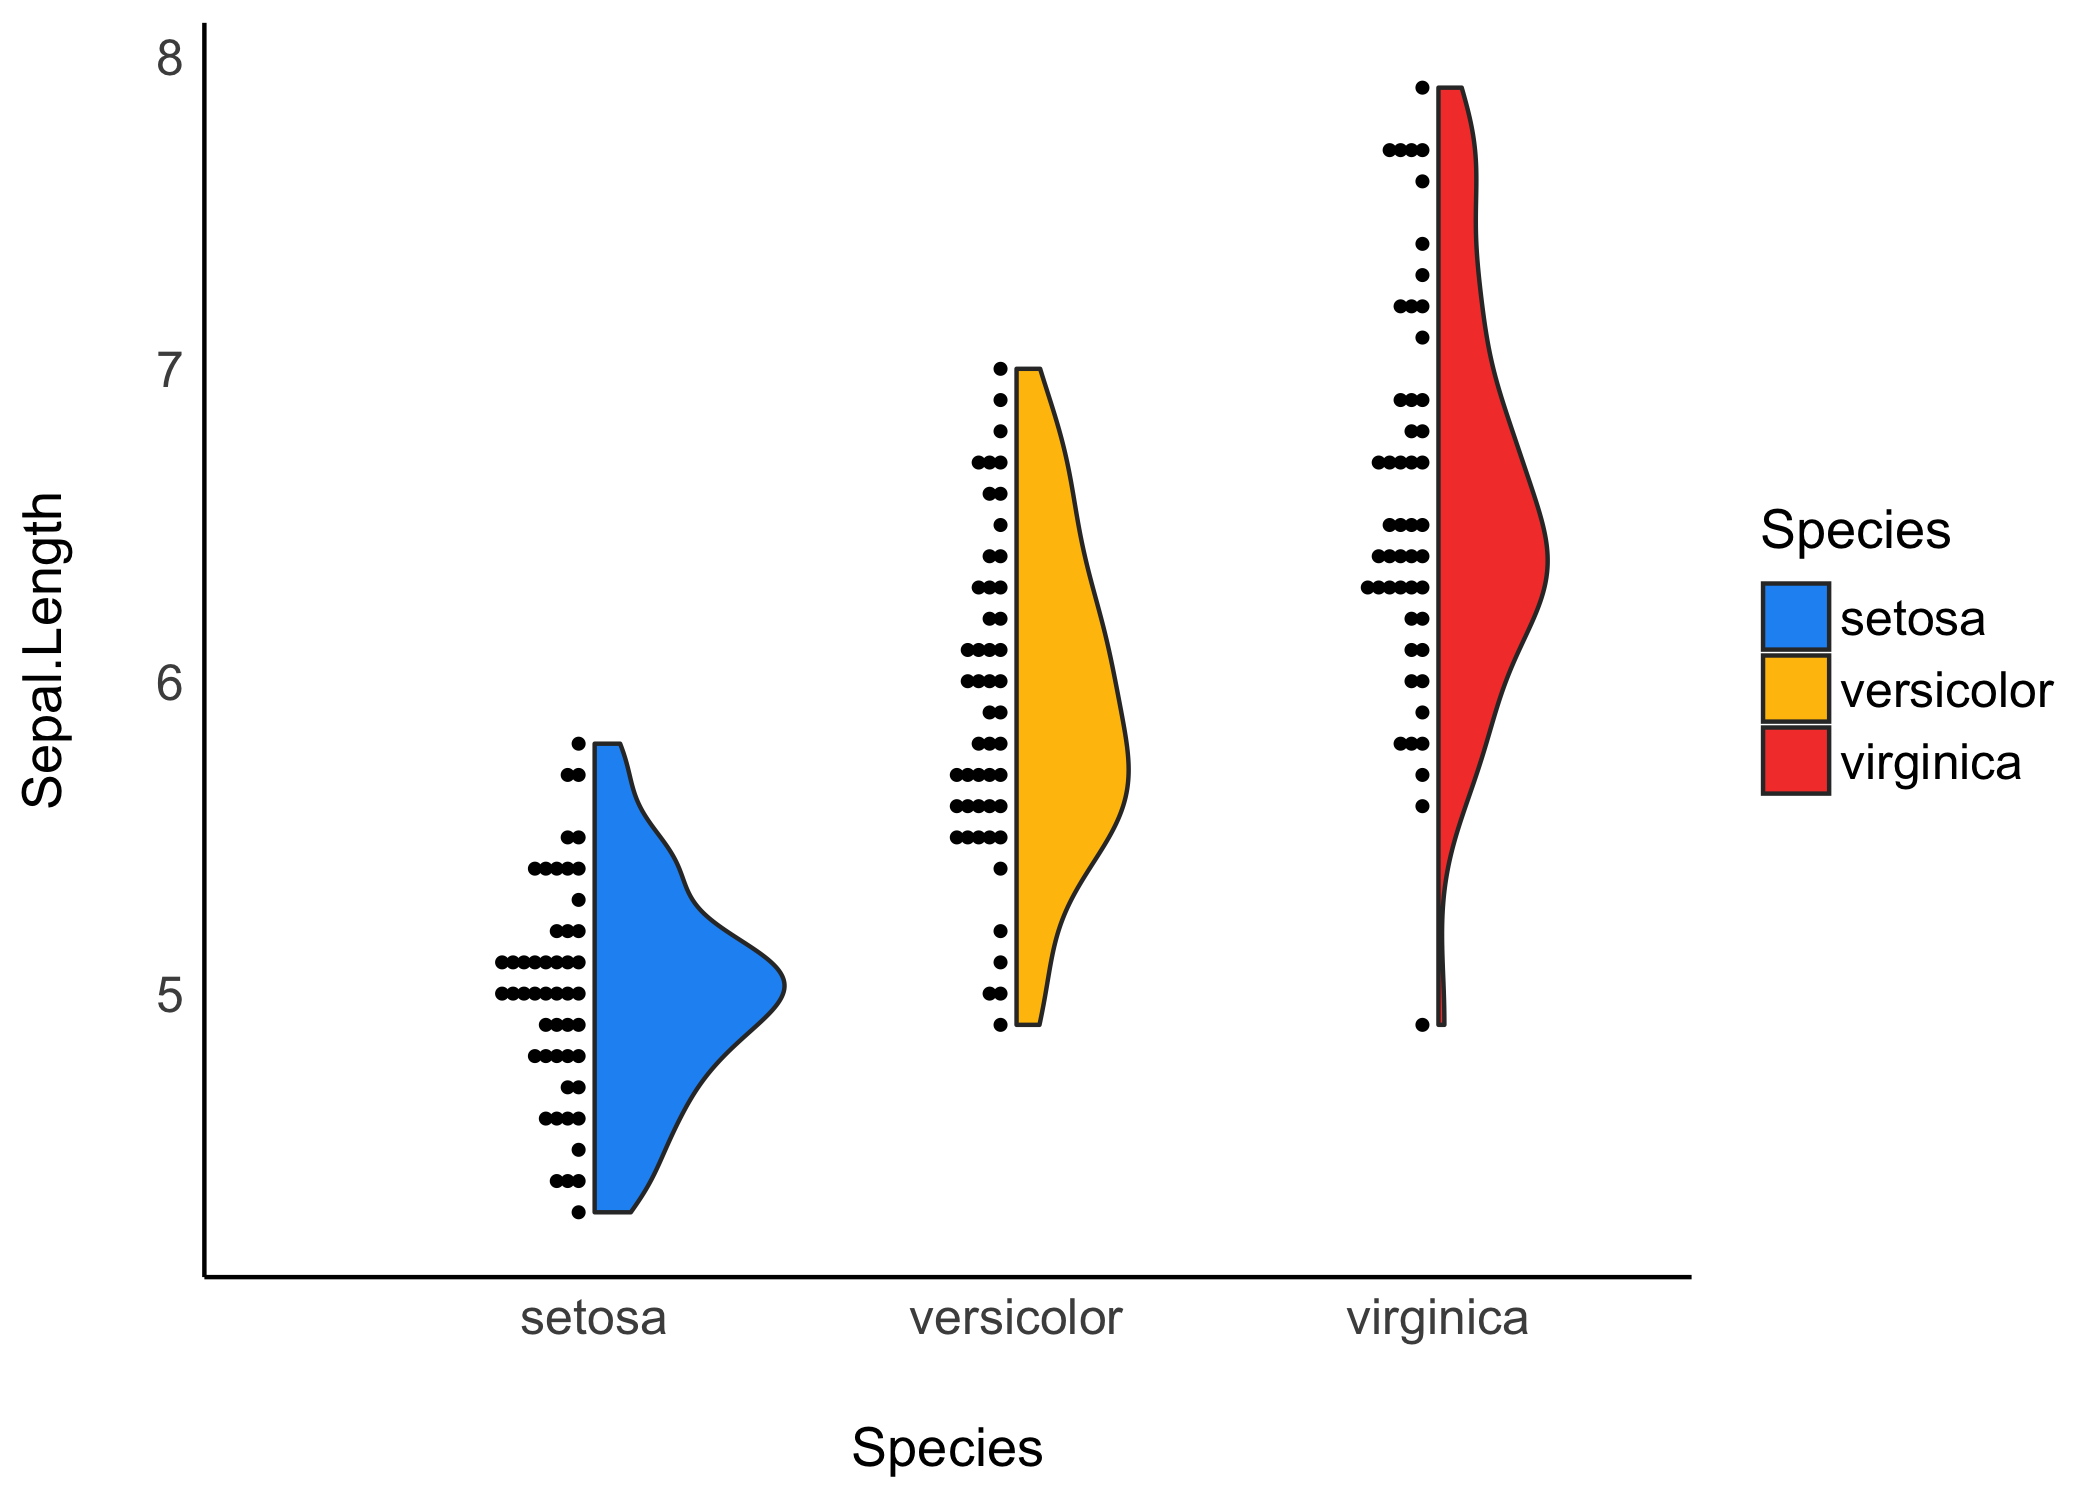 8
7
6
5
Sepal.Length
setosa versicolor virginica
Species
Species
setosa
versicolor
virginica